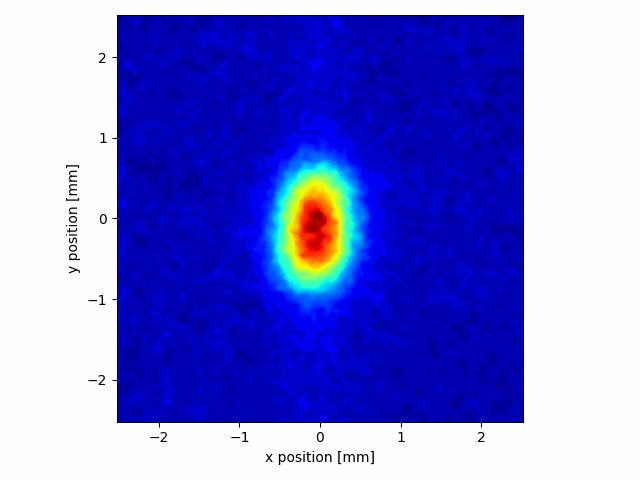 2
1
0
−1
−2
y position [mm]
−2 −1 0 1 2
x position [mm]